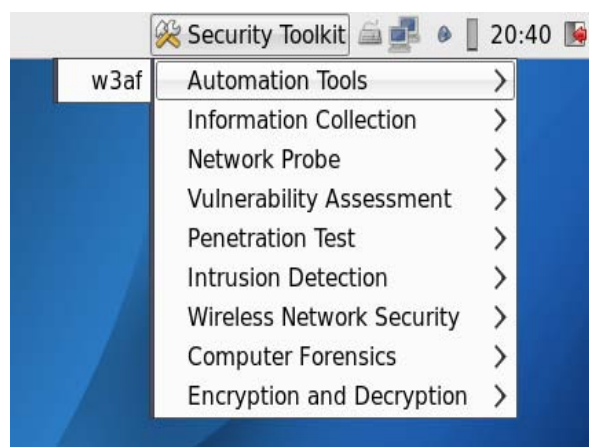 Security Toolkit 20:40
w3af Automation Tools
Information Collection
Network Probe
Vulnerability Assessment
Penetration Test
Intrusion Detection
Wireless Network Security
Computer Forensics
Encryption and Decryption